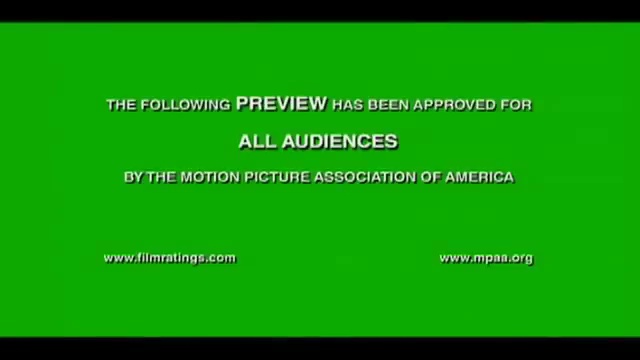 THE FOLLOWING PREVIEW HAS BEEN APPROVED FOR
ALL AUDIENCES
BY THE MOTION PICTURE ASSOCIATION OF AMERICA
www.filmratings.com www.mpaa.org